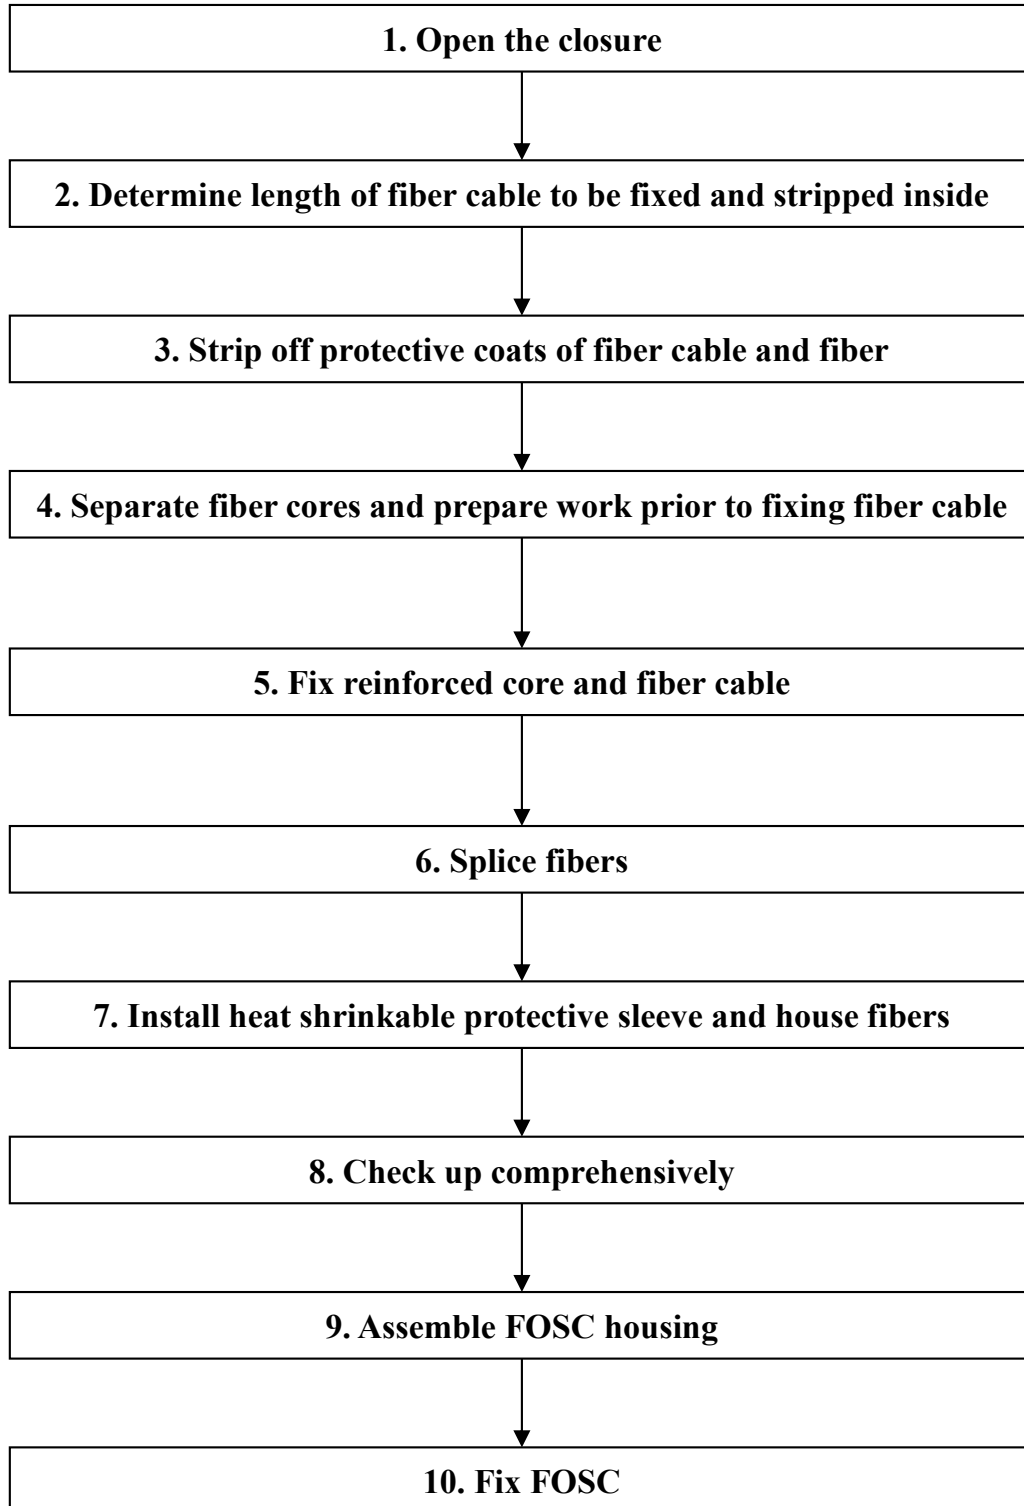 1. Open the closure
2. Determine length of fiber cable to be fixed and stripped inside
3. Strip off protective coats of fiber cable and fiber
4. Separate fiber cores and prepare work prior to fixing fiber cable
5. Fix reinforced core and fiber cable
6. Splice fibers
7. Install heat shrinkable protective sleeve and house fibers
8. Check up comprehensively
9. Assemble FOSC housing
10. Fix FOSC